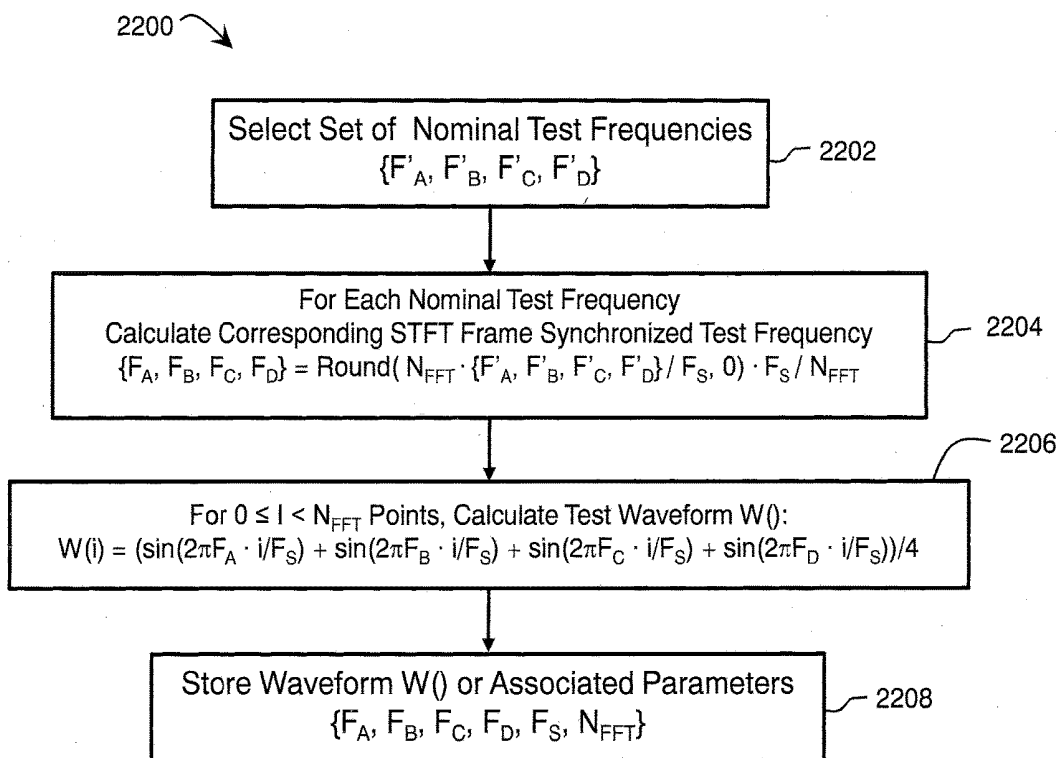 2200
Select Set of Nominal Test Frequencies
{F'A, F'B, F'C, F'D}
2202
For Each Nominal Test Frequency
Calculate Corresponding STFT Frame Synchronized Test Frequency
{FA, FB, FC, FD} = Round( NFFT · {F'A, F'B, F'C, F'D} / FS, 0) · FS / NFFT
2204
2206
For 0 ≤ I < NFFT Points, Calculate Test Waveform W():
W(i) = (sin(2πFA · i/FS) + sin(2πFB · i/FS) + sin(2πFC · i/FS) + sin(2πFD · i/FS))/4
Store Waveform W() or Associated Parameters
{FA, FB, FC, FD, FS, NFFT}
2208